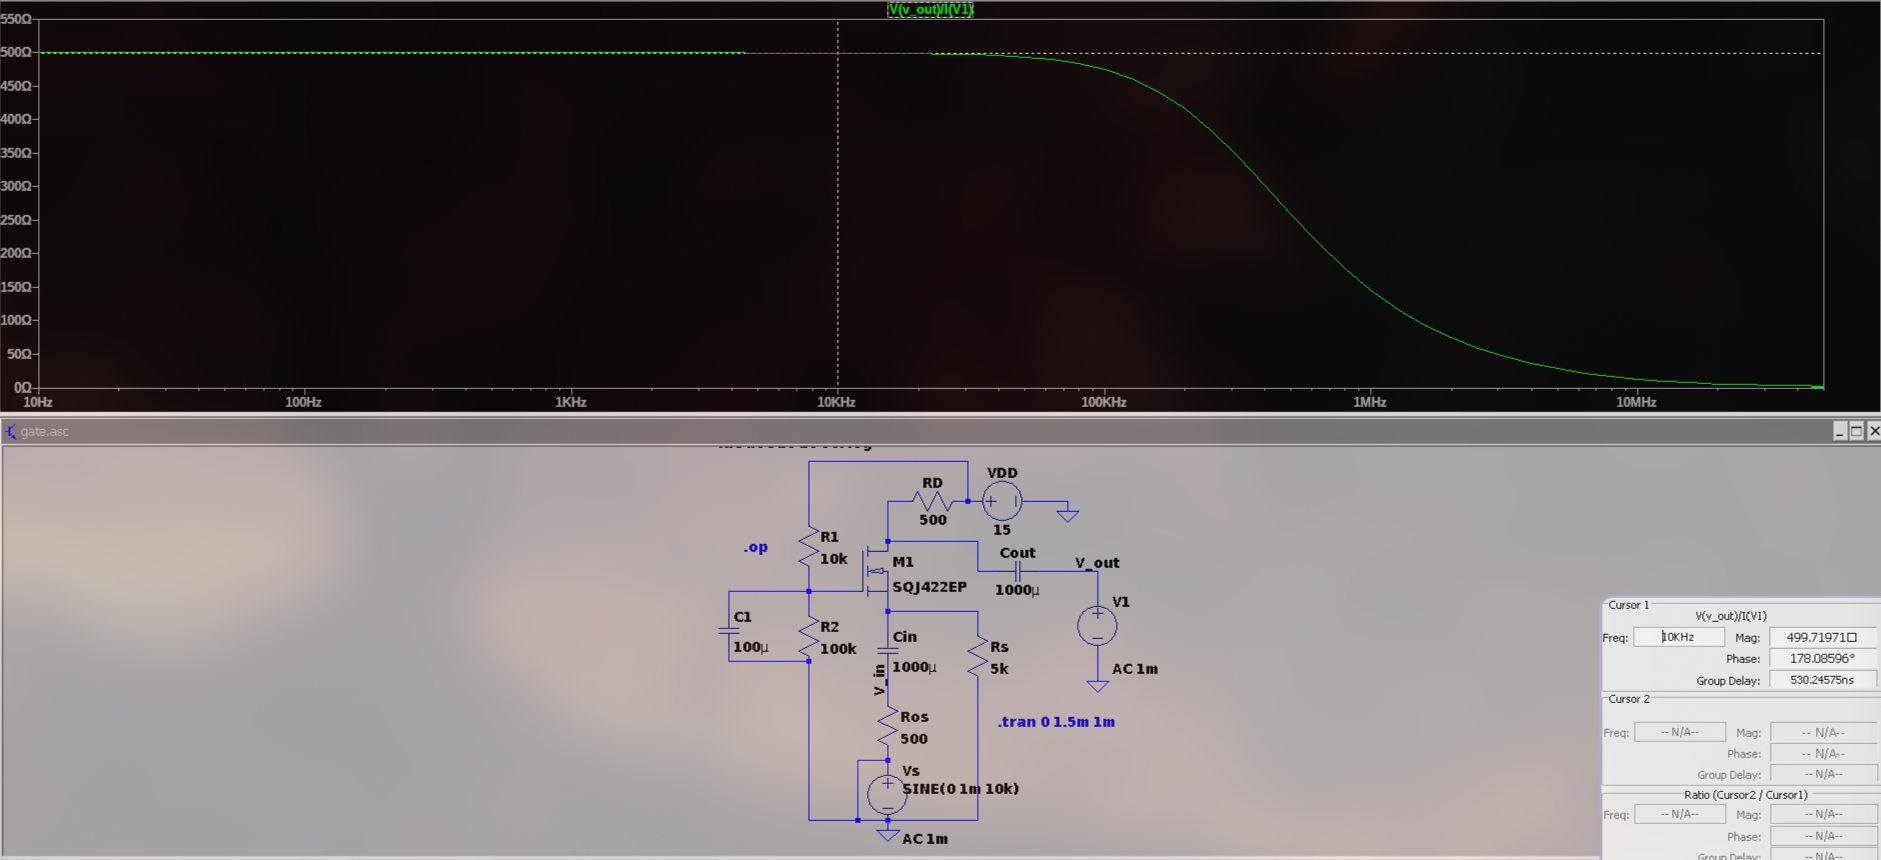 V(v_out)/I(V1)
550Ω
500Ω
450Ω
400Ω
350Ω
300Ω
250Ω
200Ω
150Ω
100Ω
50Ω
0Ω
10Hz 100Hz 1KHz 10KHz 100KHz 1MHz 10MHz
gate.asc
RD
500
VDD
15
.op
R1
10k
M1
SQJ422EP
Cout
1000µ
V_out
V1
AC 1m
C1
100µ
R2
100k
Cin
1000µ
V_in
Rs
5k
Ros
500
.tran 0 1.5m 1m
Vs
SINE(0 1m 10k)
AC 1m
Cursor 1
V(v_out)/I(V1)
Freq: 10KHz Mag: 499.71971□
Phase: 178.08596°
Group Delay: 530.24575ns
Cursor 2
Freq: -- N/A-- Mag: -- N/A--
Phase: -- N/A--
Group Delay: -- N/A--
Ratio (Cursor2 / Cursor1)
Freq: -- N/A-- Mag: -- N/A--
Phase: -- N/A--
Group Delay: -- N/A--